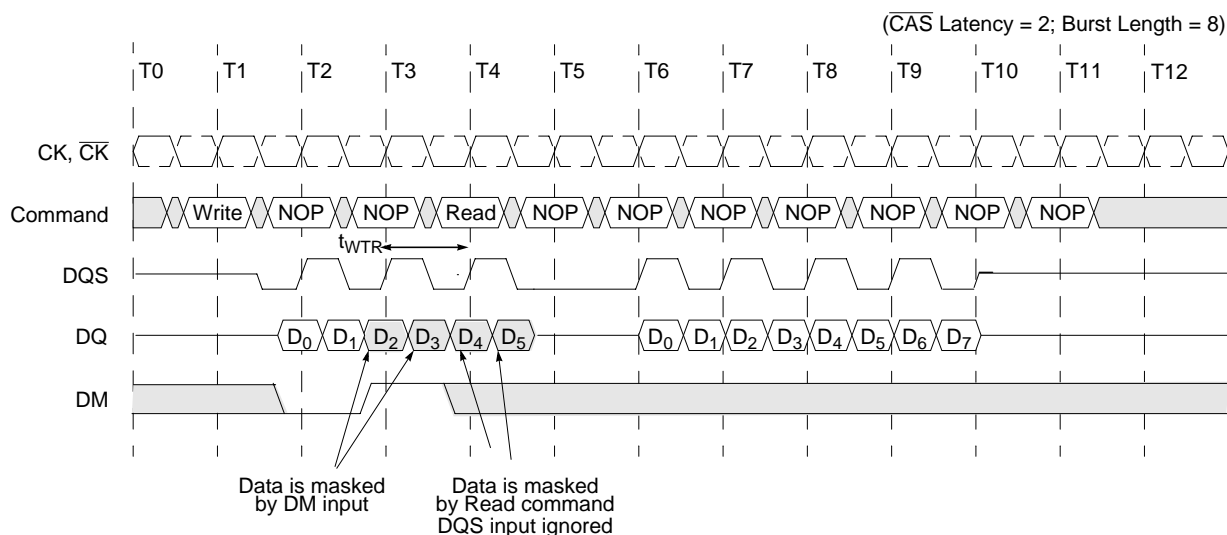 (CAS Latency = 2; Burst Length = 8)
T0 T1 T2 T3 T4 T5 T6 T7 T8 T9 T10 T11 T12
CK, CK
Command Write NOP NOP Read NOP NOP NOP NOP NOP NOP NOP
tWTR
DQS
DQ D0 D1 D2 D3 D4 D5 D0 D1 D2 D3 D4 D5 D6 D7
DM
Data is masked
by DM input
Data is masked
by Read command
DQS input ignored